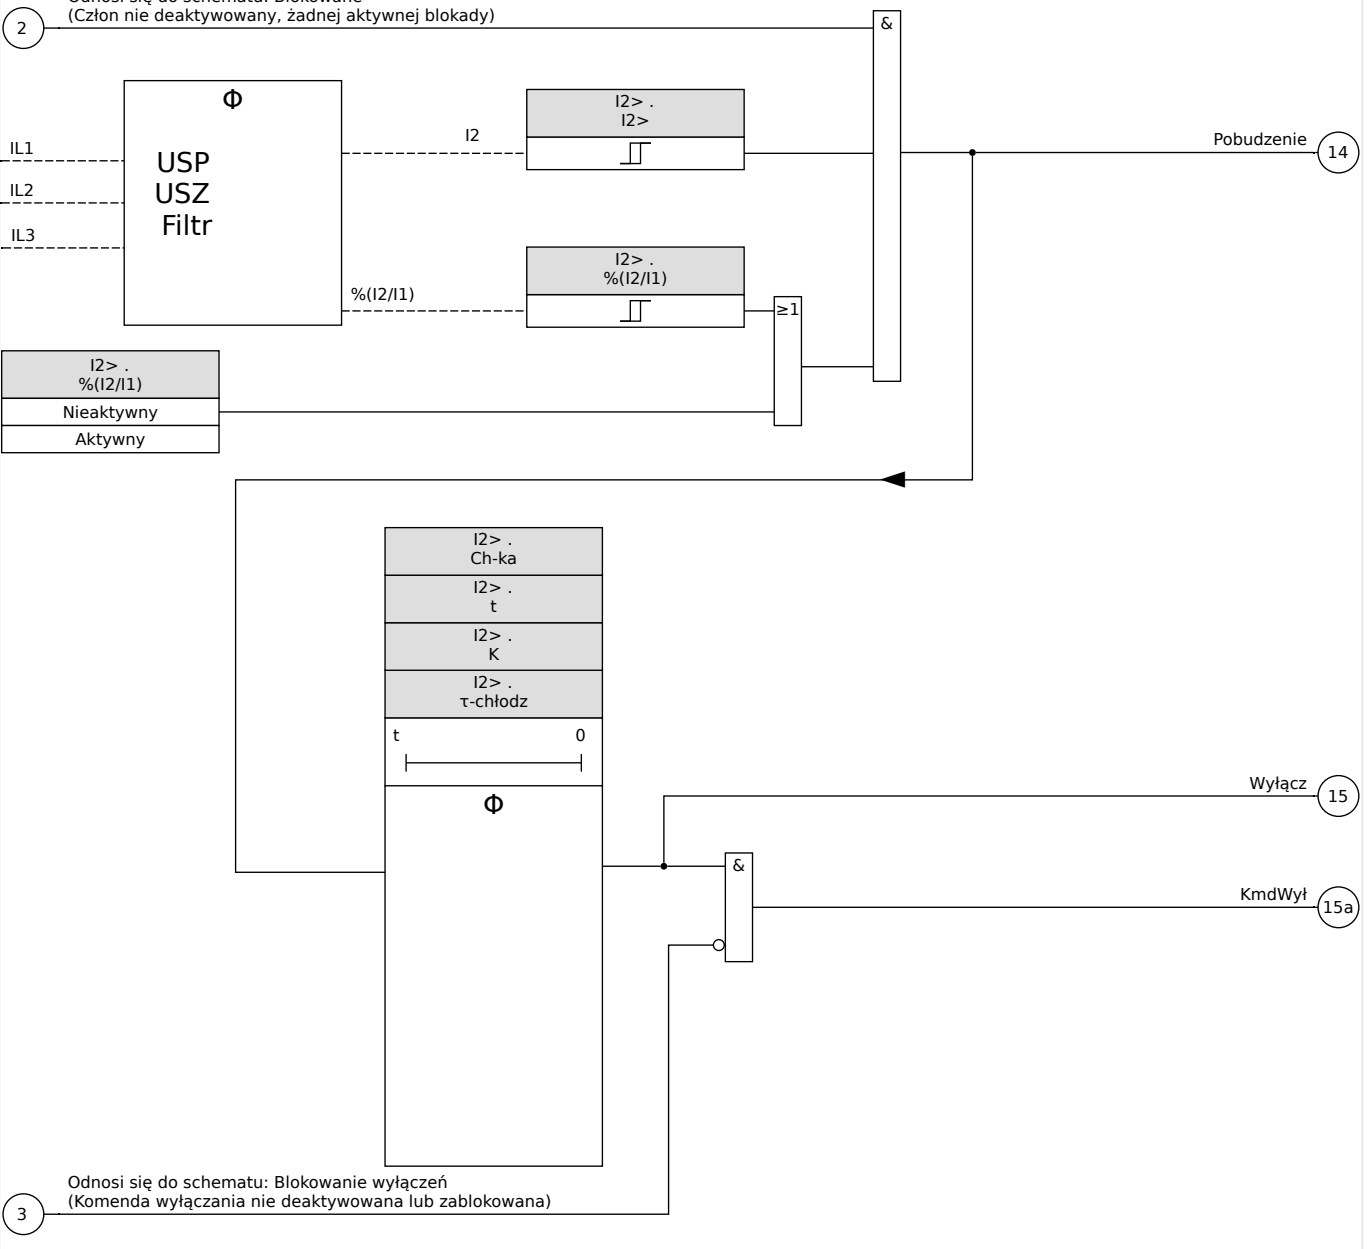 Odnosi się do schematu: Blokowanie
(Człon nie deaktywowany, żadnej aktywnej blokady)
2
&
Φ
I2> .
I2>
I2
Pobudzenie
14
IL1
USP
IL2
USZ
Filtr
IL3
I2> .
%(I2/I1)
%(I2/I1)
≥1
I2> .
%(I2/I1)
Nieaktywny
Aktywny
I2> .
Ch-ka
I2> .
t
I2> .
K
I2> .
τ-chłodz
t 0
Φ
Wyłącz
15
&
KmdWył
15a
Odnosi się do schematu: Blokowanie wyłączeń
(Komenda wyłączania nie deaktywowana lub zablokowana)
3